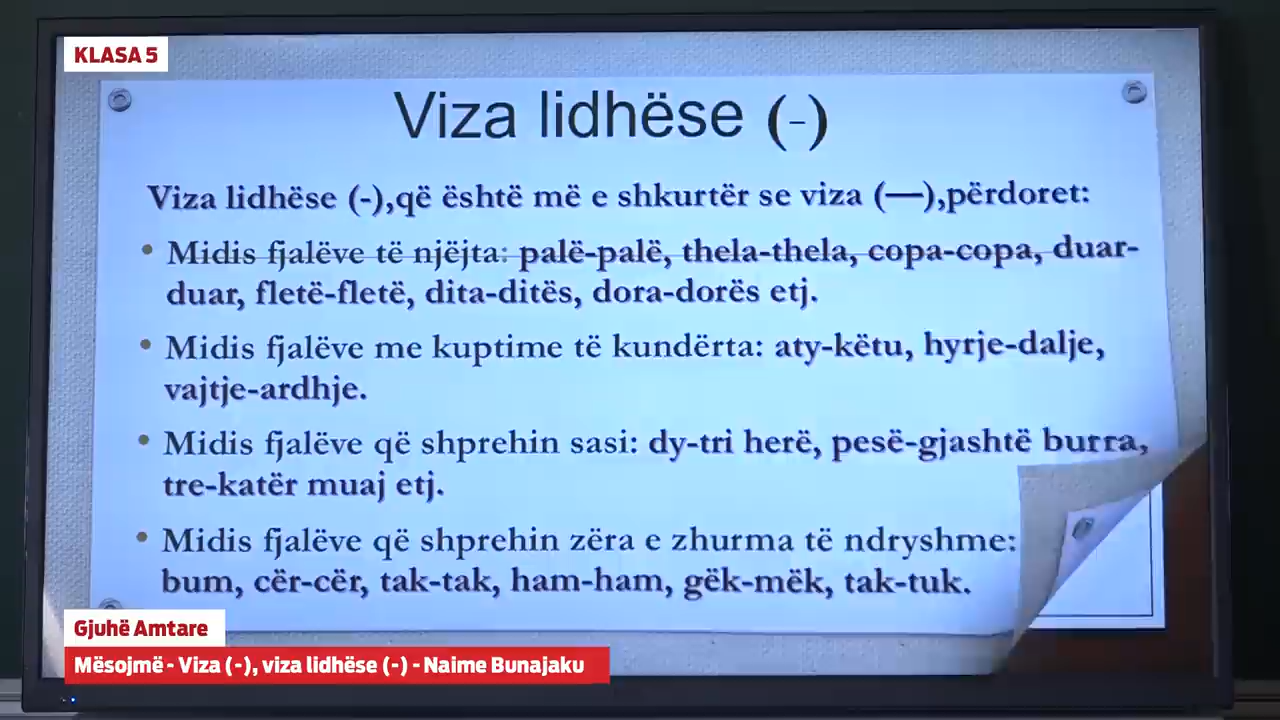 KLASA 5
Viza lidhëse (-)
Viza lidhëse (-),që është më e shkurtër se viza (—),përdoret:
• Midis fjalëve të njëjta: palë-palë, thela-thela, copa-copa, duar-
duar, fletë-fletë, dita-ditës, dora-dorës etj.
• Midis fjalëve me kuptime të kundërta: aty-këtu, hyrje-dalje,
vajtje-ardhje.
• Midis fjalëve që shprehin sasi: dy-tri herë, pesë-gjashtë burra,
tre-katër muaj etj.
• Midis fjalëve që shprehin zëra e zhurma të ndryshme:
bum, cër-cër, tak-tak, ham-ham, gëk-mëk, tak-tuk.
Gjuhë Amtare
Mësojmë - Viza (-), viza lidhëse (-) - Naime Bunajaku